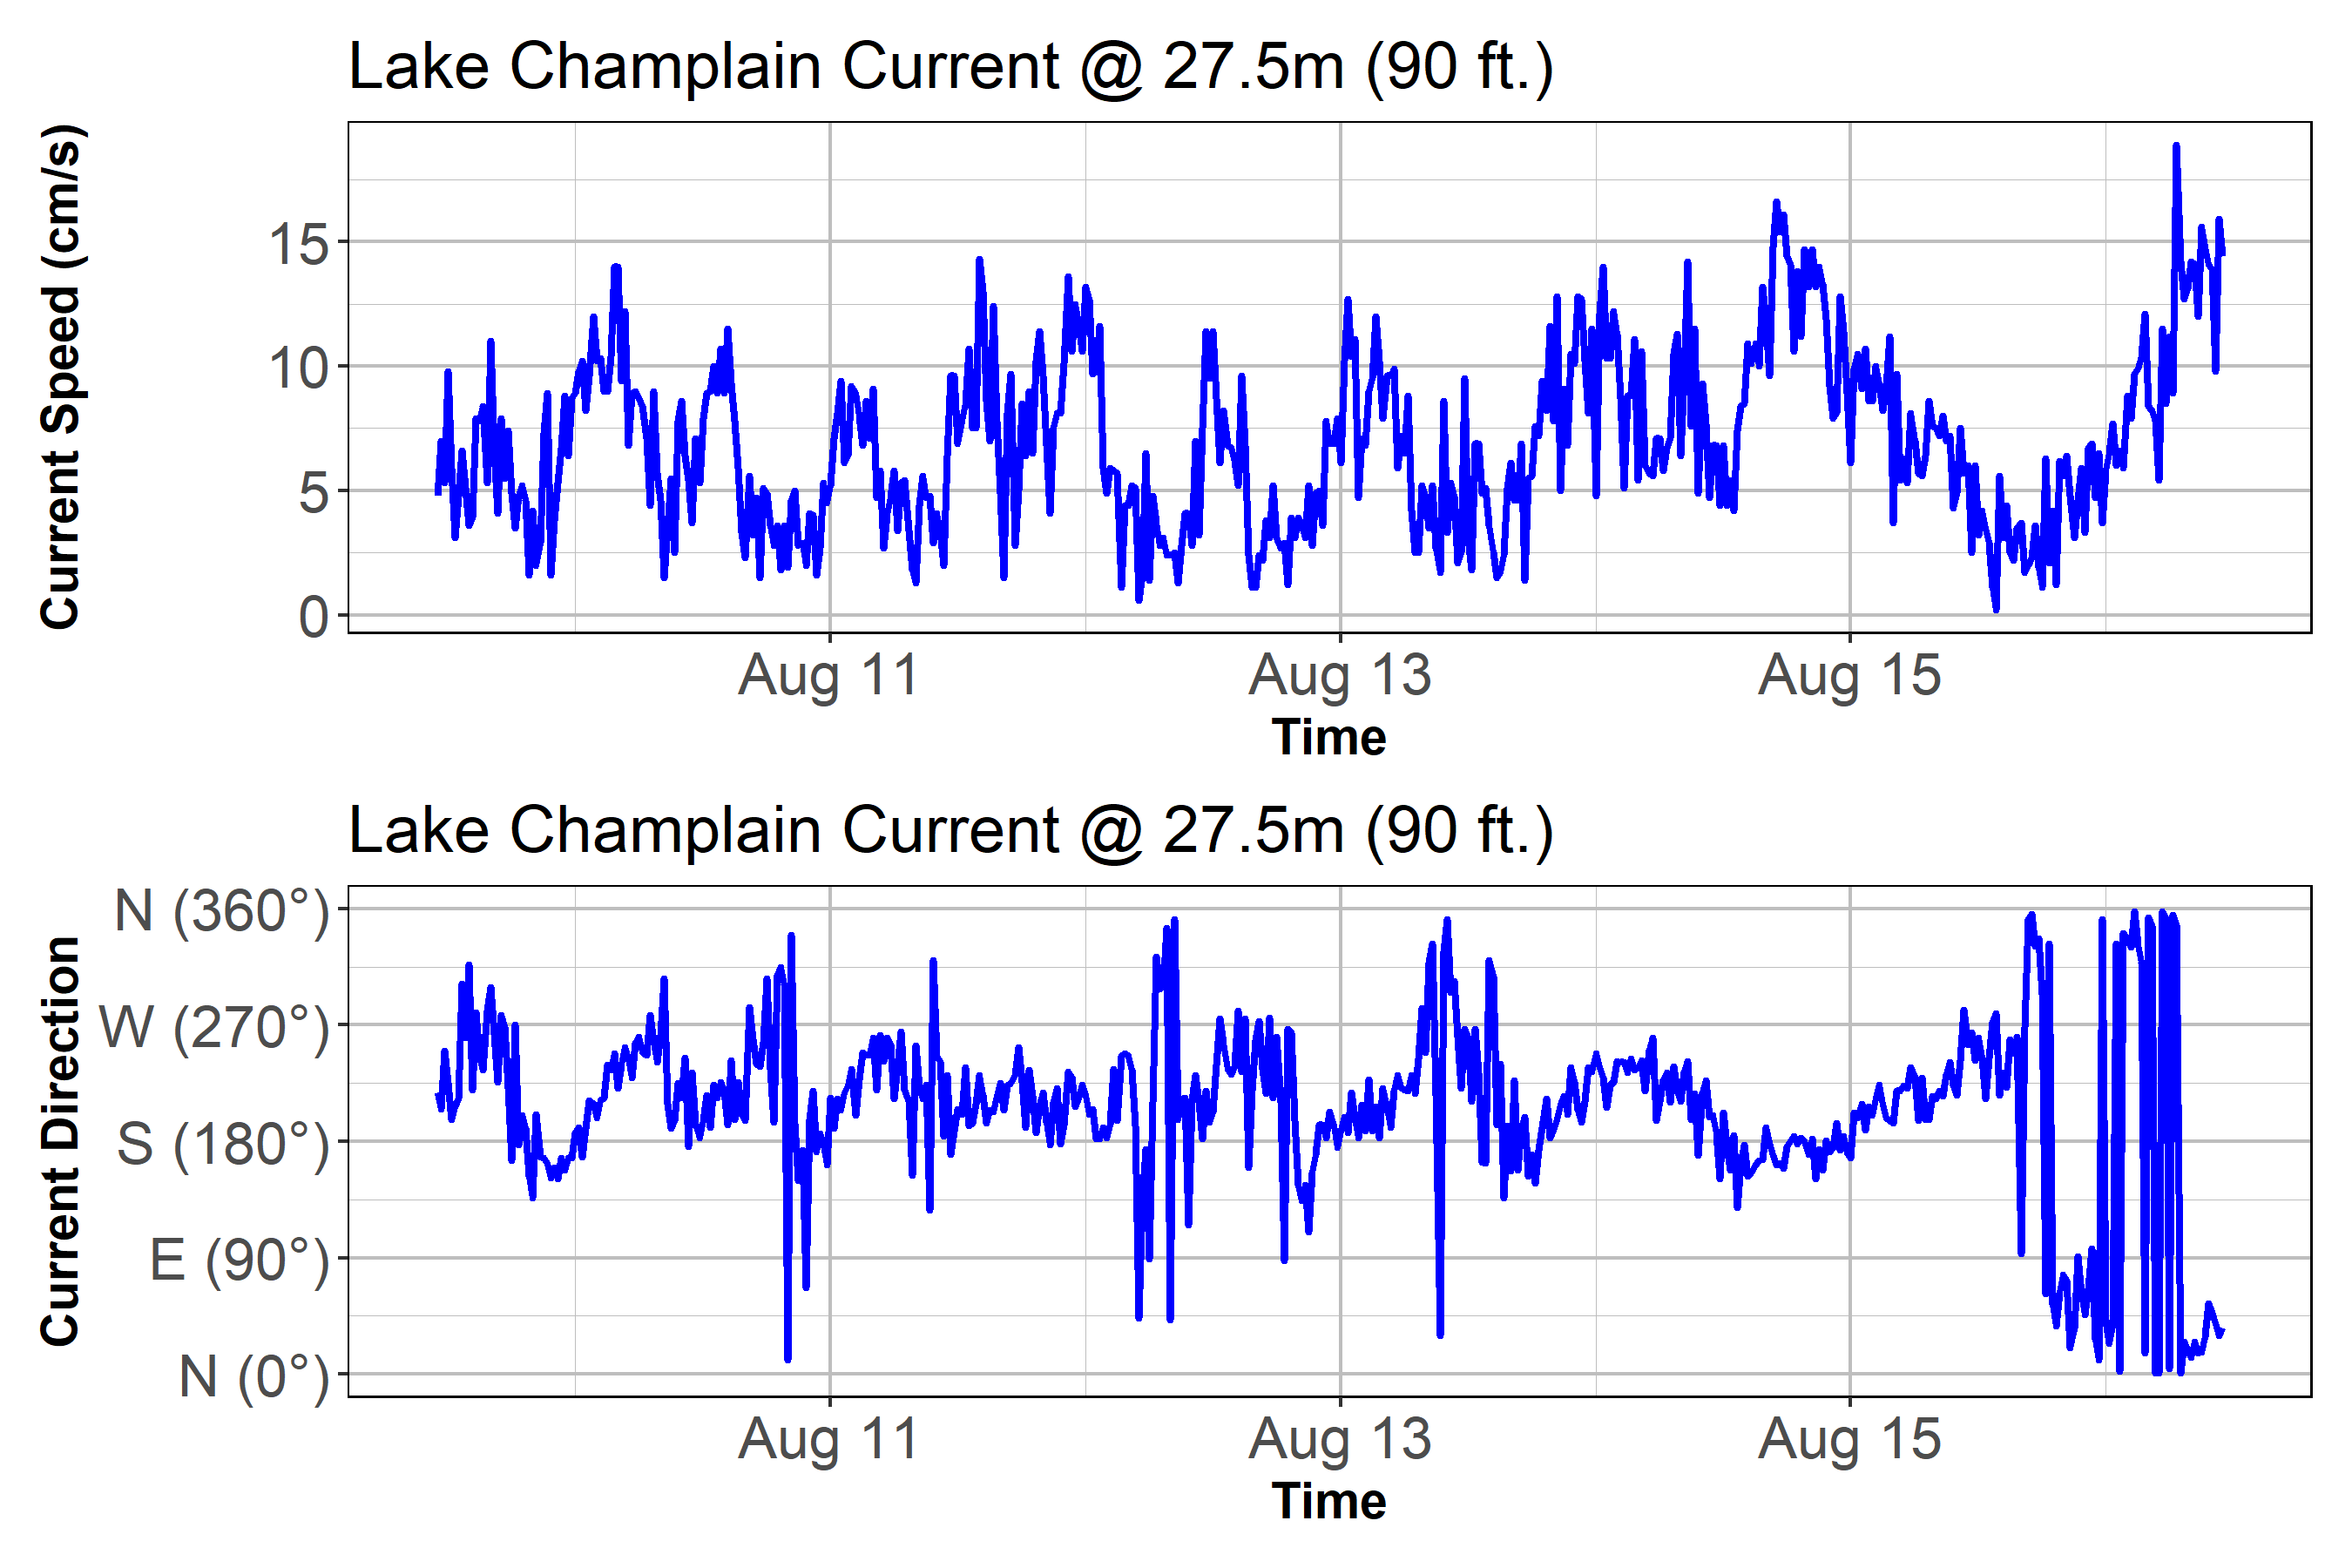 Lake Champlain Current @ 27.5m (90 ft.)
Current Speed (cm/s)
15
10
5
0
Aug 11
Aug 13
Aug 15
Time
Lake Champlain Current @ 27.5m (90 ft.)
Current Direction
N (360°)
W (270°)
S (180°)
E (90°)
N (0°)
Aug 11
Aug 13
Aug 15
Time